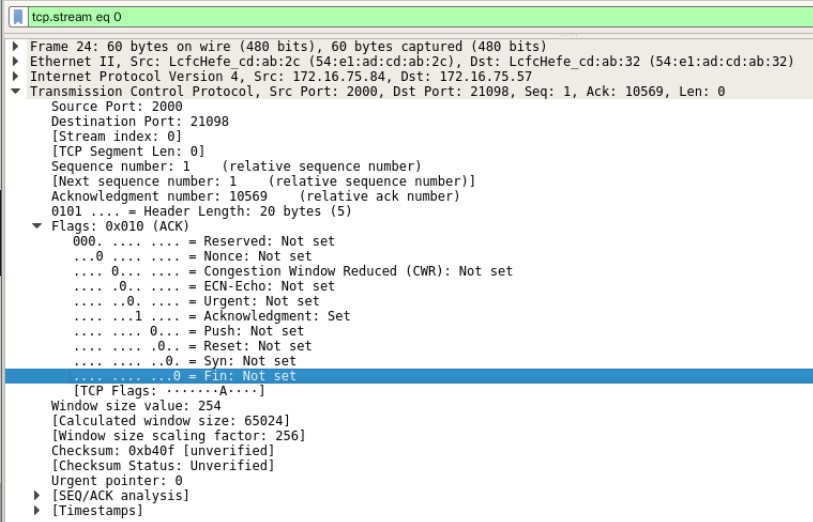 tcp.stream eq 0
Frame 24: 60 bytes on wire (480 bits), 60 bytes captured (480 bits)
Ethernet II, Src: LcfcHefe_cd:ab:2c (54:e1:ad:cd:ab:2c), Dst: LcfcHefe_cd:ab:32 (54:e1:ad:cd:ab:32)
Internet Protocol Version 4, Src: 172.16.75.84, Dst: 172.16.75.57
Transmission Control Protocol, Src Port: 2000, Dst Port: 21098, Seq: 1, Ack: 10569, Len: 0
Source Port: 2000
Destination Port: 21098
[Stream index: 0]
[TCP Segment Len: 0]
Sequence number: 1    (relative sequence number)
[Next sequence number: 1    (relative sequence number)]
Acknowledgment number: 10569    (relative ack number)
0101 .... = Header Length: 20 bytes (5)
Flags: 0x010 (ACK)
000. .... .... = Reserved: Not set
...0 .... .... = Nonce: Not set
.... 0... .... = Congestion Window Reduced (CWR): Not set
.... .0.. .... = ECN-Echo: Not set
.... ..0. .... = Urgent: Not set
.... ...1 .... = Acknowledgment: Set
.... .... 0... = Push: Not set
.... .... .0.. = Reset: Not set
.... .... ..0. = Syn: Not set
.... .... ...0 = Fin: Not set
[TCP Flags: ·······A····]
Window size value: 254
[Calculated window size: 65024]
[Window size scaling factor: 256]
Checksum: 0xb40f [unverified]
[Checksum Status: Unverified]
Urgent pointer: 0
[SEQ/ACK analysis]
[Timestamps]